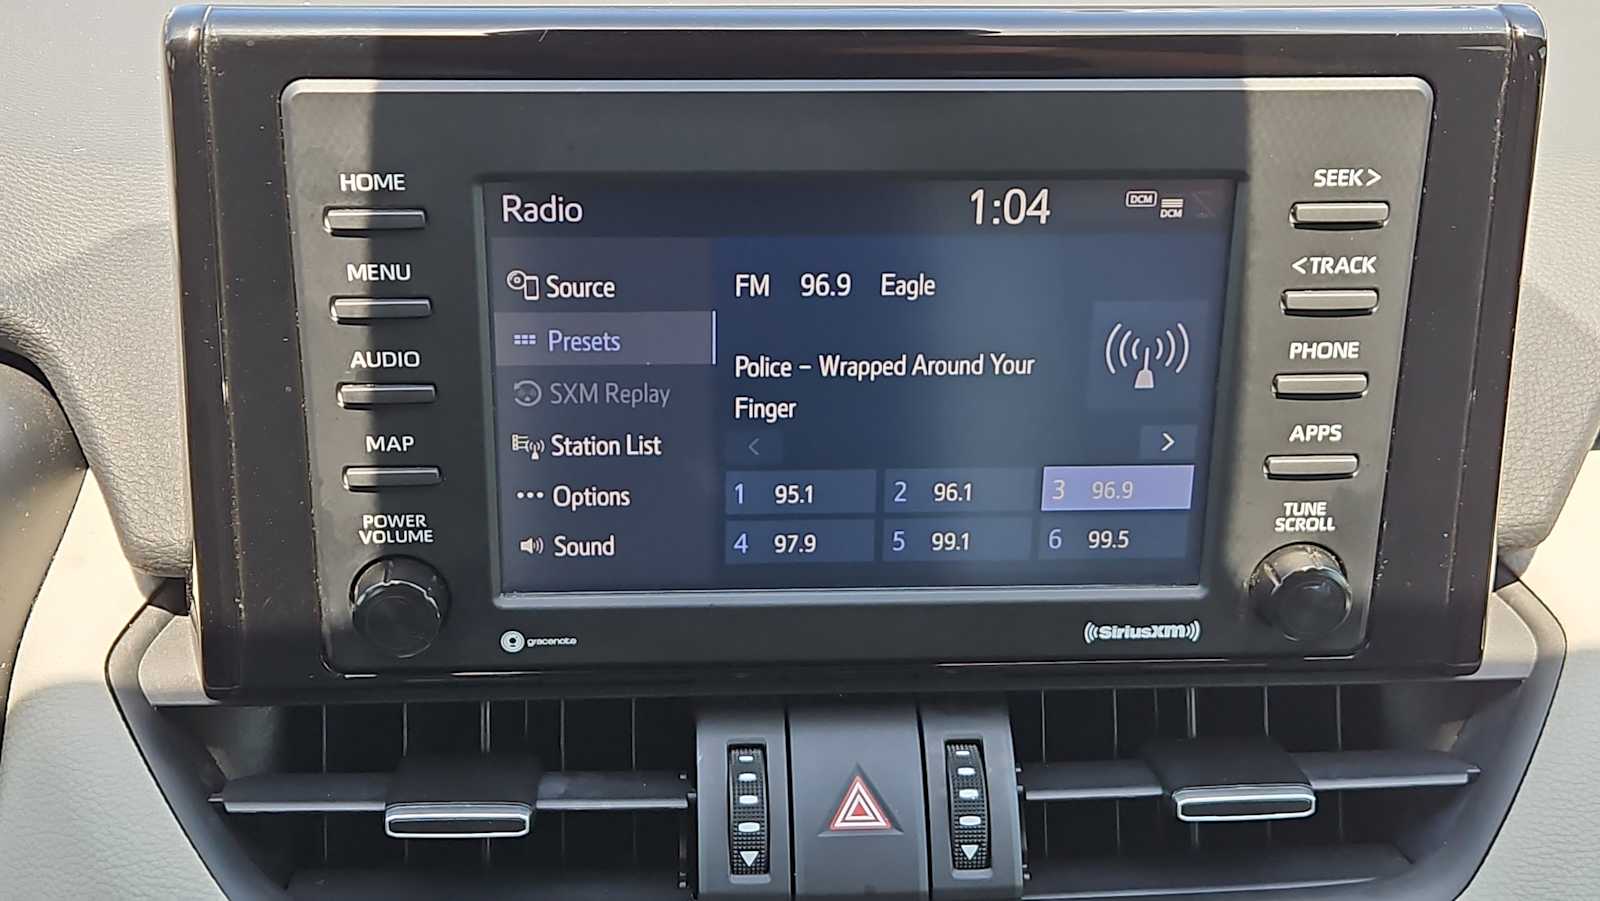 HOME
MENU
AUDIO
MAP
POWER
VOLUME
Radio
1:04
DCM
DCM
Source
Presets
SXM Replay
Station List
Options
Sound
FM 96.9 Eagle
Police – Wrapped Around Your
Finger
< >
1 95.1 2 96.1 3 96.9
4 97.9 5 99.1 6 99.5
gracenote
((SiriusXM))
SEEK>
<TRACK
PHONE
APPS
TUNE
SCROLL